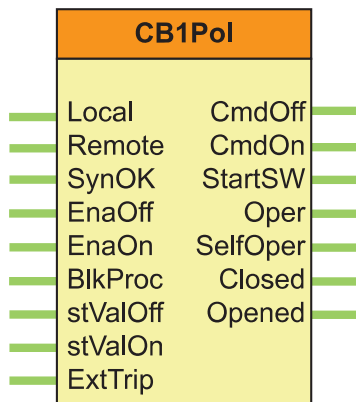 CB1Pol
Local CmdOff
Remote CmdOn
SynOK StartSW
EnaOff Oper
EnaOn SelfOper
BlkProc Closed
stValOff Opened
stValOn
ExtTrip